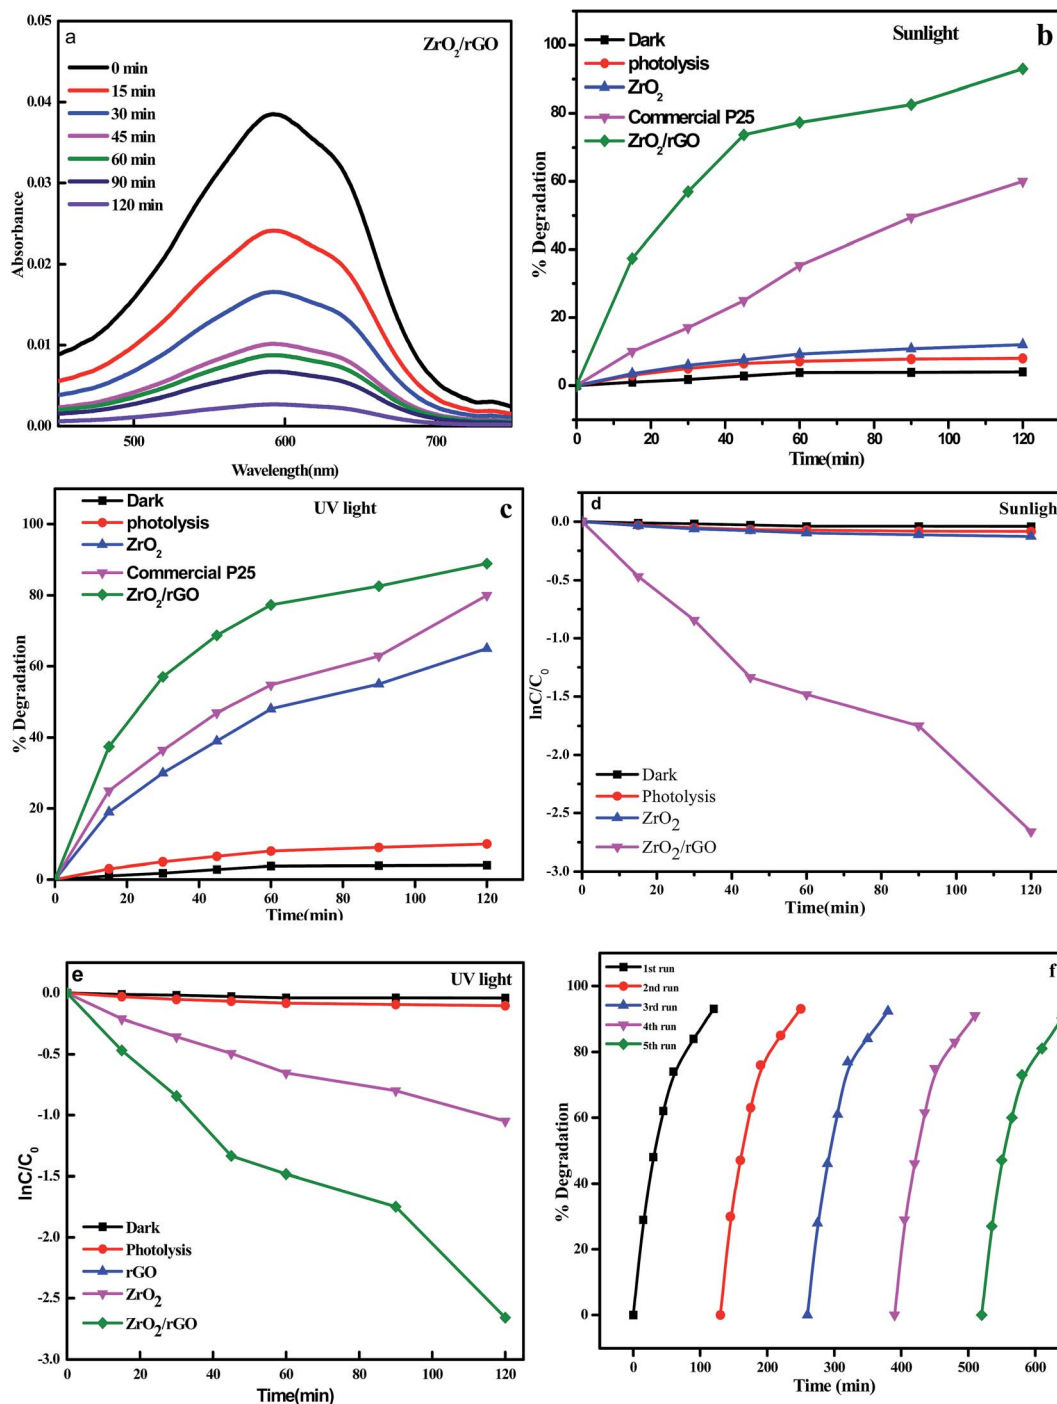 a
ZrO2/rGO
0 min
15 min
30 min
45 min
60 min
90 min
120 min
0.05
0.04
0.03
0.02
0.01
0.00
Absorbance
500
600
700
Wavelength(nm)
b
Sunlight
Dark
photolysis
ZrO2
Commercial P25
ZrO2/rGO
100
80
60
40
20
0
% Degradation
0
20
40
60
80
100
120
Time(min)
c
UV light
Dark
photolysis
ZrO2
Commercial P25
ZrO2/rGO
100
80
60
40
20
0
% Degradation
0
20
40
60
80
100
120
Time(min)
d
Sunligh
0.0
-0.5
-1.0
-1.5
-2.0
-2.5
-3.0
lnC/C0
Dark
Photolysis
ZrO2
ZrO2/rGO
0
20
40
60
80
100
120
Time(min)
e
UV light
0.0
-0.5
-1.0
-1.5
-2.0
-2.5
-3.0
lnC/C0
Dark
Photolysis
rGO
ZrO2
ZrO2/rGO
0
20
40
60
80
100
120
Time(min)
f
1st run
2nd run
3rd run
4th run
5th run
100
80
60
40
20
0
% Degradation
0
100
200
300
400
500
600
Time (min)